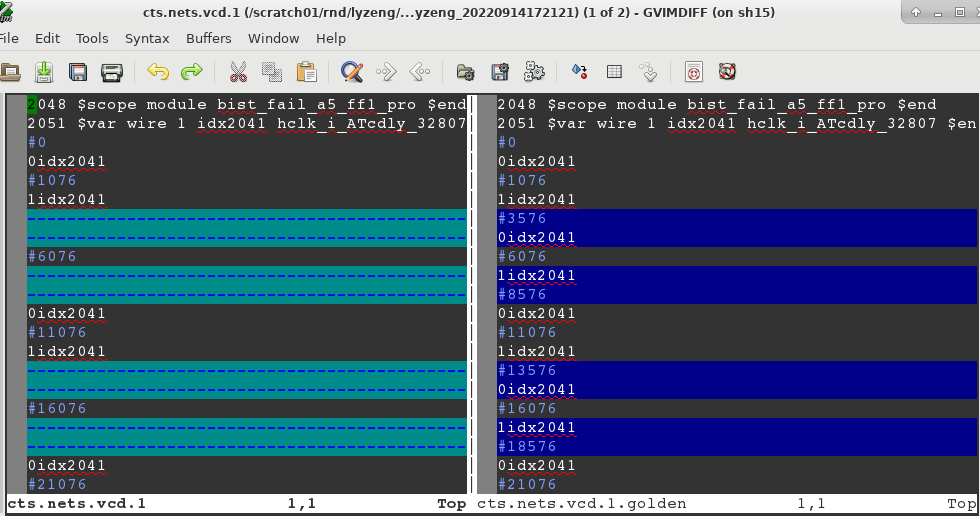 cts.nets.vcd.1 (/scratch01/rnd/lyzeng/...yzeng_20220914172121) (1 of 2) - GVIMDIFF (on sh15)
File Edit Tools Syntax Buffers Window Help
2048 $scope module bist_fail_a5_ff1_pro $end
2051 $var wire 1 idx2041 hclk_i_ATcdly_32807
#0
0idx2041
#1076
1idx2041
#6076
0idx2041
#11076
1idx2041
#16076
0idx2041
#21076
cts.nets.vcd.1 1,1 Top
2048 $scope module bist_fail_a5_ff1_pro $end
2051 $var wire 1 idx2041 hclk_i_ATcdly_32807 $en
#0
0idx2041
#1076
1idx2041
#3576
0idx2041
#6076
1idx2041
#8576
0idx2041
#11076
1idx2041
#13576
0idx2041
#16076
1idx2041
#18576
0idx2041
#21076
cts.nets.vcd.1.golden 1,1 Top